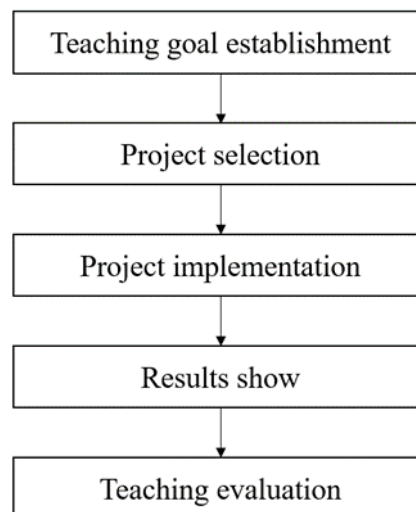 Teaching goal establishment
Project selection
Project implementation
Results show
Teaching evaluation